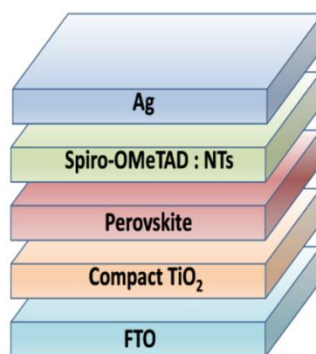 Ag
Spiro-OMeTAD : NTs
Perovskite
Compact TiO₂
FTO